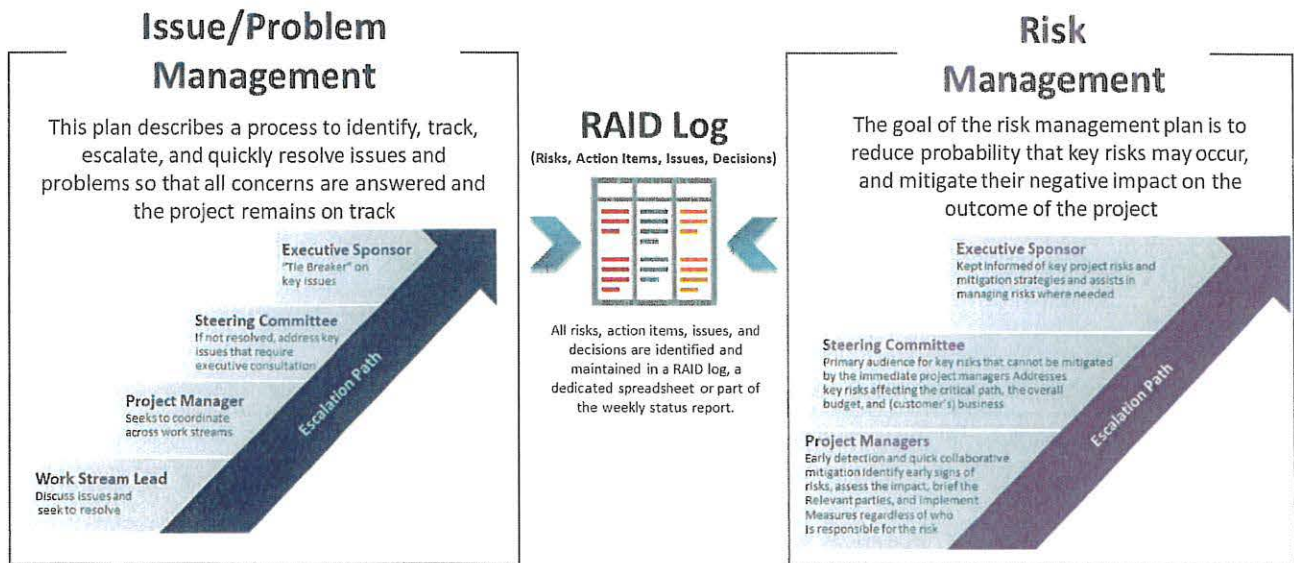 Issue/Problem
Management
This plan describes a process to identify, track,
escalate, and quickly resolve issues and
problems so that all concerns are answered and
the project remains on track
Executive Sponsor
"Tie Breaker" on
key issues
Steering Committee
If not resolved, address key
issues that require
executive consultation
Project Manager
Seeks to coordinate
across work streams
Work Stream Lead
Discuss issues and
seek to resolve
Escalation Path
RAID Log
(Risks, Action Items, Issues, Decisions)
All risks, action items, issues, and
decisions are identified and
maintained in a RAID log, a
dedicated spreadsheet or part of
the weekly status report.
Risk
Management
The goal of the risk management plan is to
reduce probability that key risks may occur,
and mitigate their negative impact on the
outcome of the project
Executive Sponsor
Kept informed of key project risks and
mitigation strategies and assists in
managing risks where needed
Steering Committee
Primary audience for key risks that cannot be mitigated
by the immediate project managers Addresses
key risks affecting the critical path, the overall
budget, and (customer's) business
Project Managers
Early detection and quick collaborative
mitigation Identify early signs of
risks, assess the impact, brief the
Relevant parties, and implement
Measures regardless of who
is responsible for the risk
Escalation Path